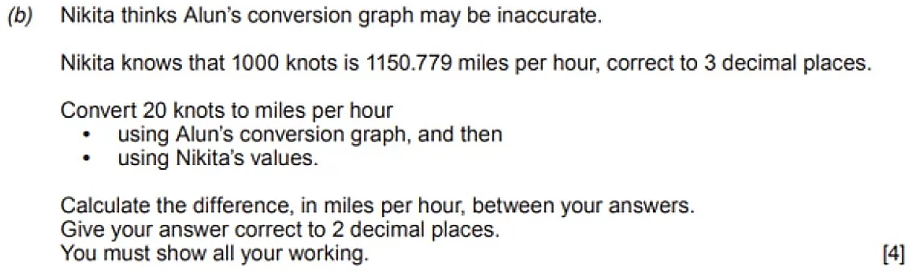 (b) Nikita thinks Alun's conversion graph may be inaccurate.
Nikita knows that 1000 knots is 1150.779 miles per hour, correct to 3 decimal places.
Convert 20 knots to miles per hour
• using Alun's conversion graph, and then
• using Nikita's values.
Calculate the difference, in miles per hour, between your answers.
Give your answer correct to 2 decimal places.
You must show all your working. [4]